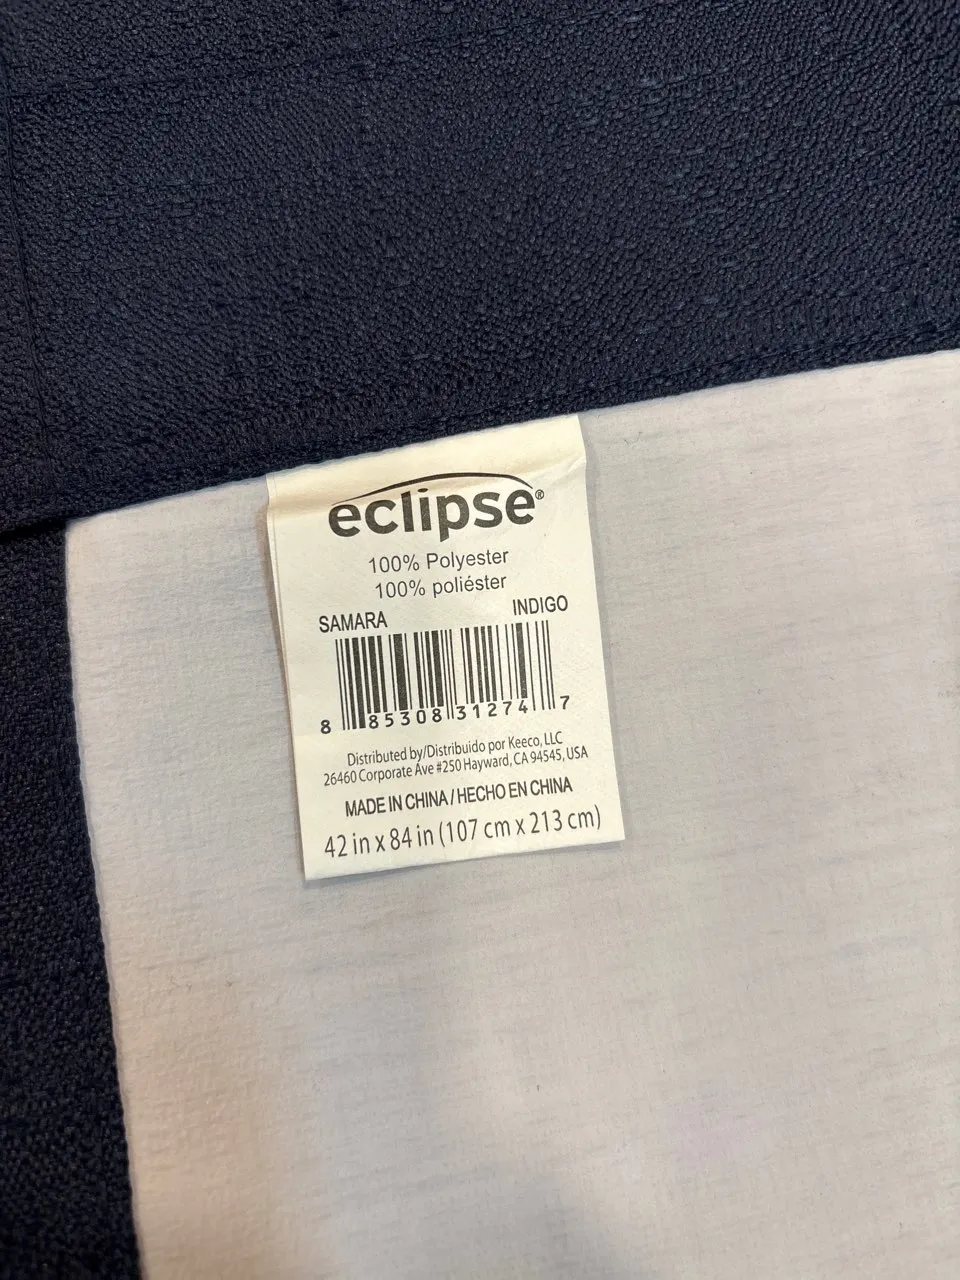 eclipse®
100% Polyester
100% poliéster
SAMARA INDIGO
8 85308 31274 7
Distributed by/Distribuido por Keeco, LLC
26460 Corporate Ave #250 Hayward, CA 94545, USA
MADE IN CHINA / HECHO EN CHINA
42 in x 84 in (107 cm x 213 cm)